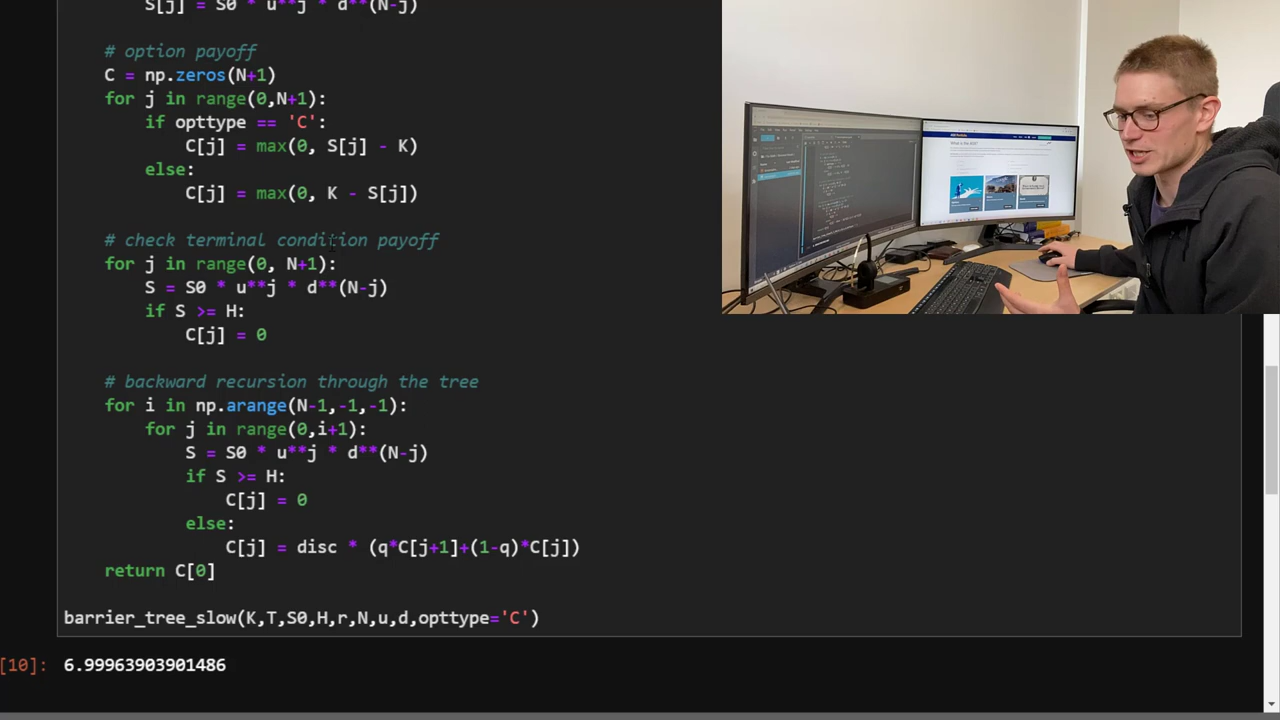 S[j] = S0 * u**j * d**(N-j)
# option payoff
C = np.zeros(N+1)
for j in range(0,N+1):
if opttype == 'C':
C[j] = max(0, S[j] - K)
else:
C[j] = max(0, K - S[j])
# check terminal condition payoff
for j in range(0, N+1):
S = S0 * u**j * d**(N-j)
if S >= H:
C[j] = 0
# backward recursion through the tree
for i in np.arange(N-1,-1,-1):
for j in range(0,i+1):
S = S0 * u**j * d**(N-j)
if S >= H:
C[j] = 0
else:
C[j] = disc * (q*C[j+1]+(1-q)*C[j])
return C[0]
barrier_tree_slow(K,T,S0,H,r,N,u,d,opttype='C')
[10]: 6.99963903901486